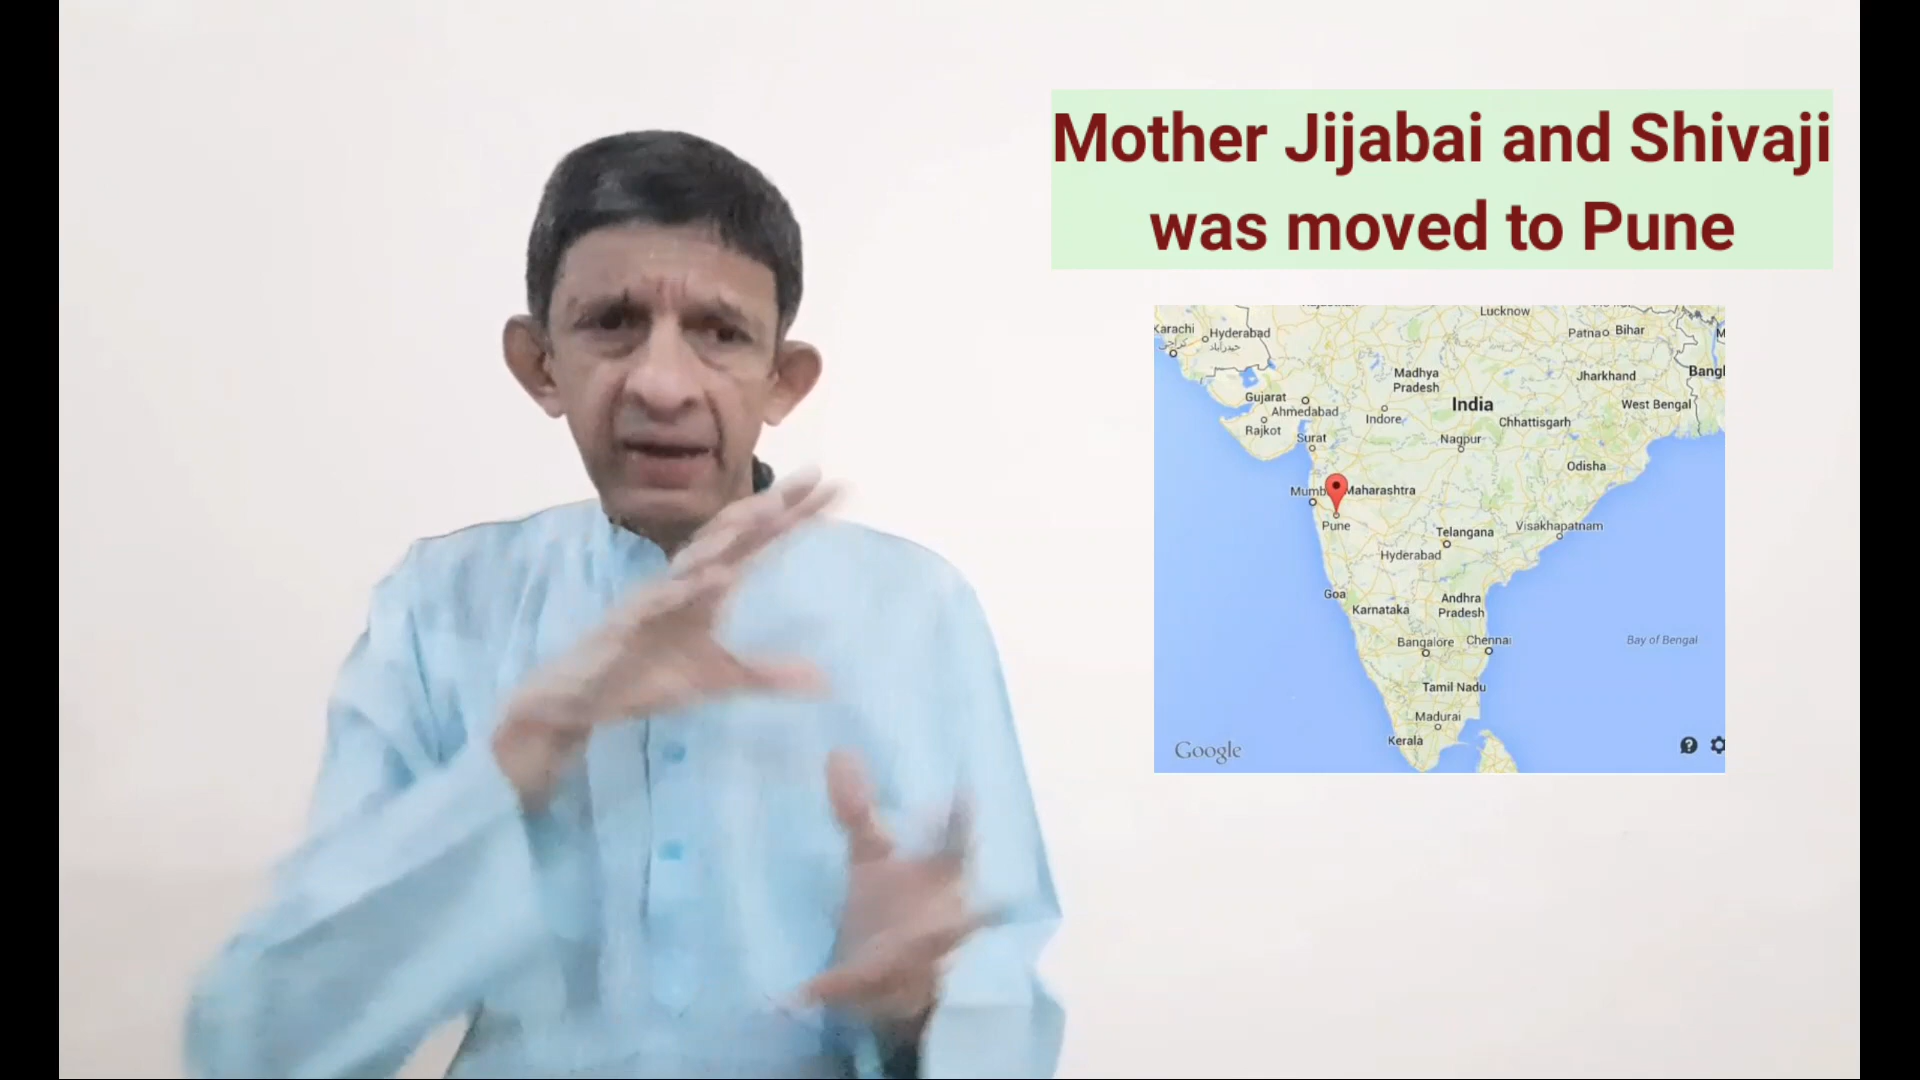 Mother Jijabai and Shivaji
was moved to Pune
Lucknow
Karachi
Hyderabad
Patna
Bihar
Madhya
Pradesh
Jharkhand
Gujarat
Ahmedabad
India
West Bengal
Rajkot
Indore
Chhattisgarh
Surat
Nagpur
Odisha
Maharashtra
Pune
Telangana
Visakhapatnam
Hyderabad
Goa
Karnataka
Andhra
Pradesh
Bangalore
Chennai
Bay of Bengal
Tamil Nadu
Madurai
Kerala
Google